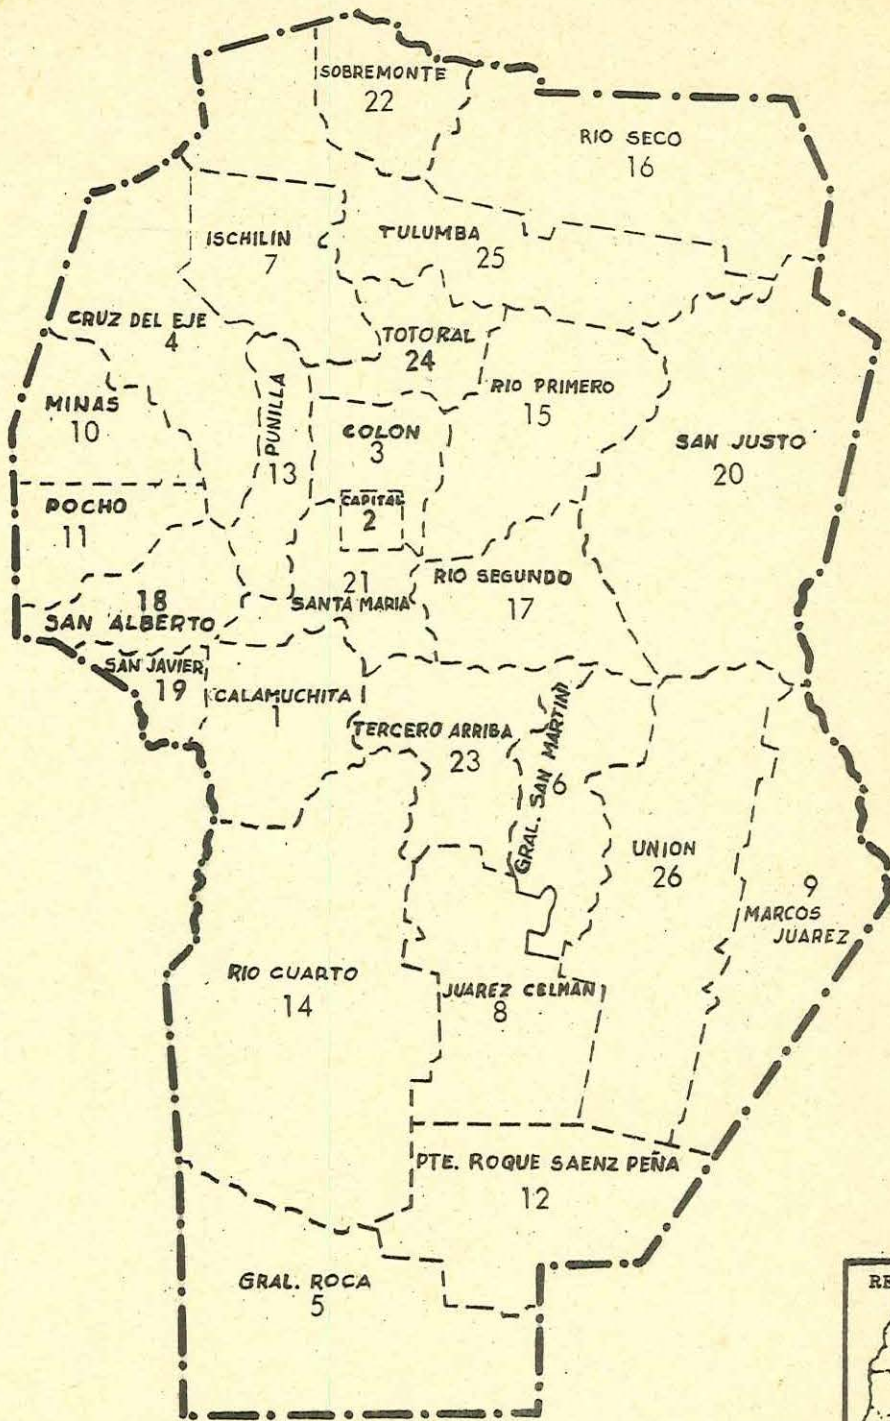 SOBREMONTE
22
RIO SECO
16
ISCHILIN
7
TULUMBA
25
CRUZ DEL EJE
4
TOTORAL
24
MINAS
10
PUNILLA
13
COLON
3
RIO PRIMERO
15
SAN JUSTO
20
POCHO
11
CAPITAL
2
18
SAN ALBERTO
21
SANTA MARIA
RIO SEGUNDO
17
SAN JAVIER
19
CALAMUCHITA
1
TERCERO ARRIBA
23
GRAL. SAN MARTIN
6
UNION
26
9
MARCOS
JUAREZ
RIO CUARTO
14
JUAREZ CELMAN
8
PTE. ROQUE SAENZ PEÑA
12
GRAL. ROCA
5
RE